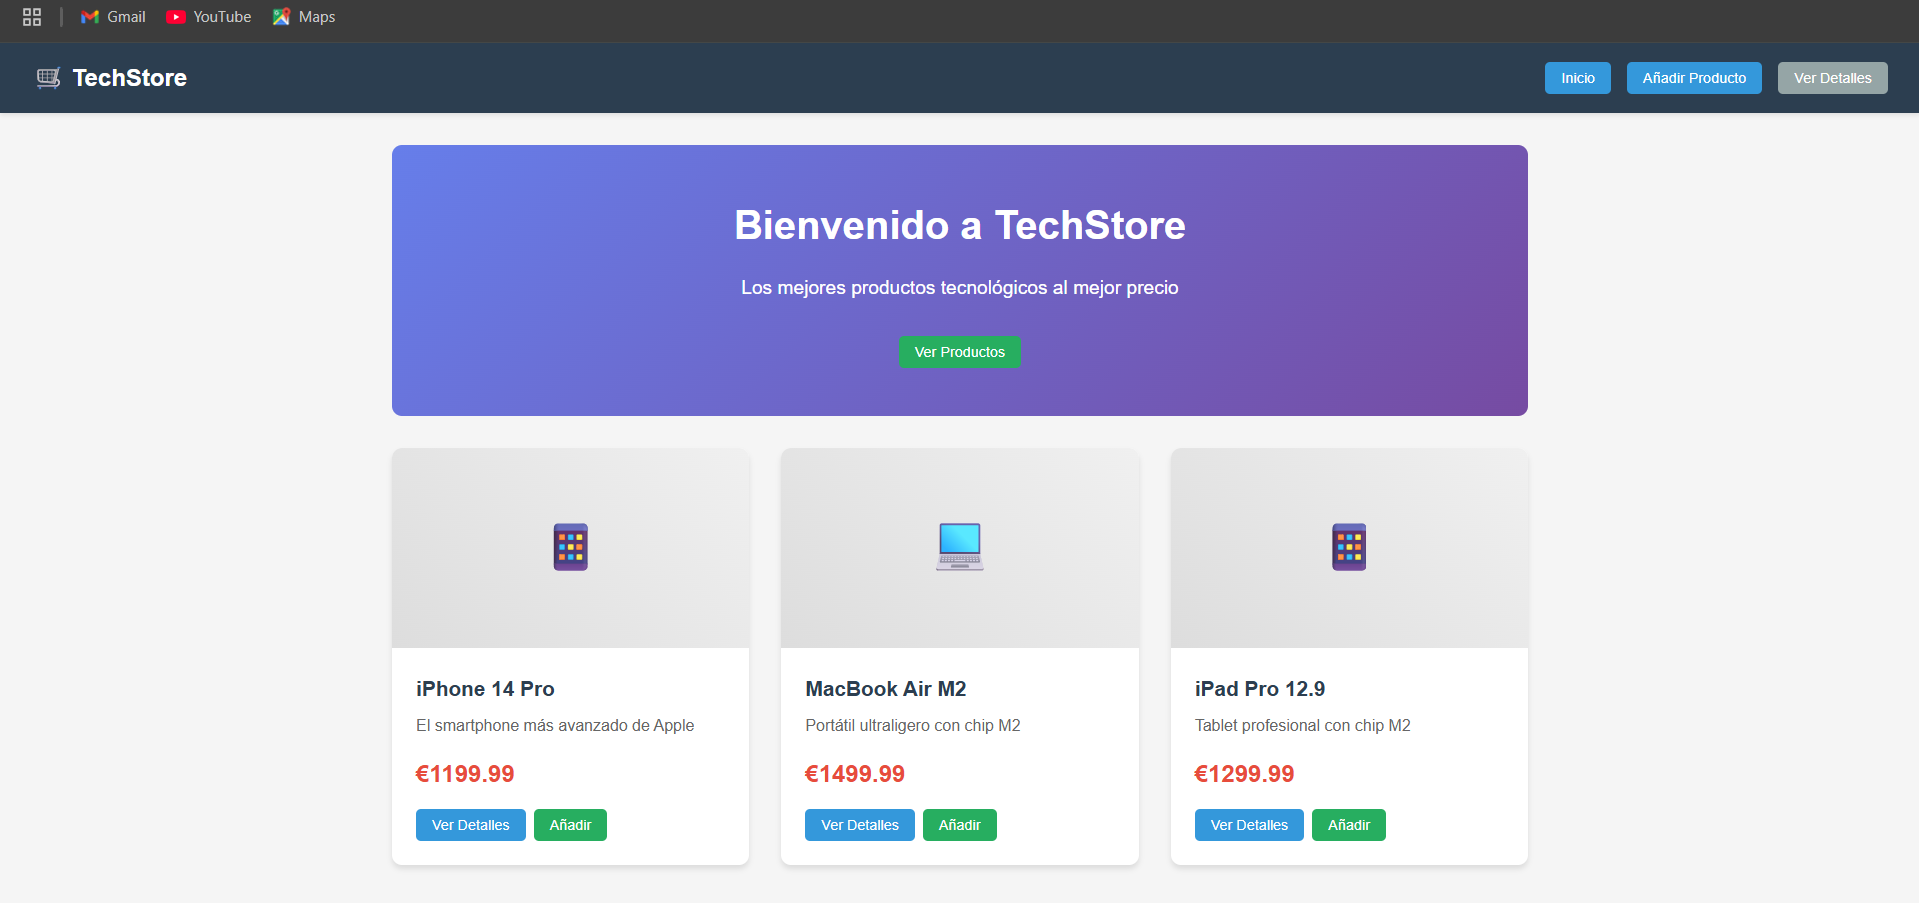 Gmail YouTube Maps
TechStore Inicio Añadir Producto Ver Detalles
Bienvenido a TechStore
Los mejores productos tecnológicos al mejor precio
Ver Productos
iPhone 14 Pro
El smartphone más avanzado de Apple
€1199.99
Ver Detalles Añadir
MacBook Air M2
Portátil ultraligero con chip M2
€1499.99
Ver Detalles Añadir
iPad Pro 12.9
Tablet profesional con chip M2
€1299.99
Ver Detalles Añadir